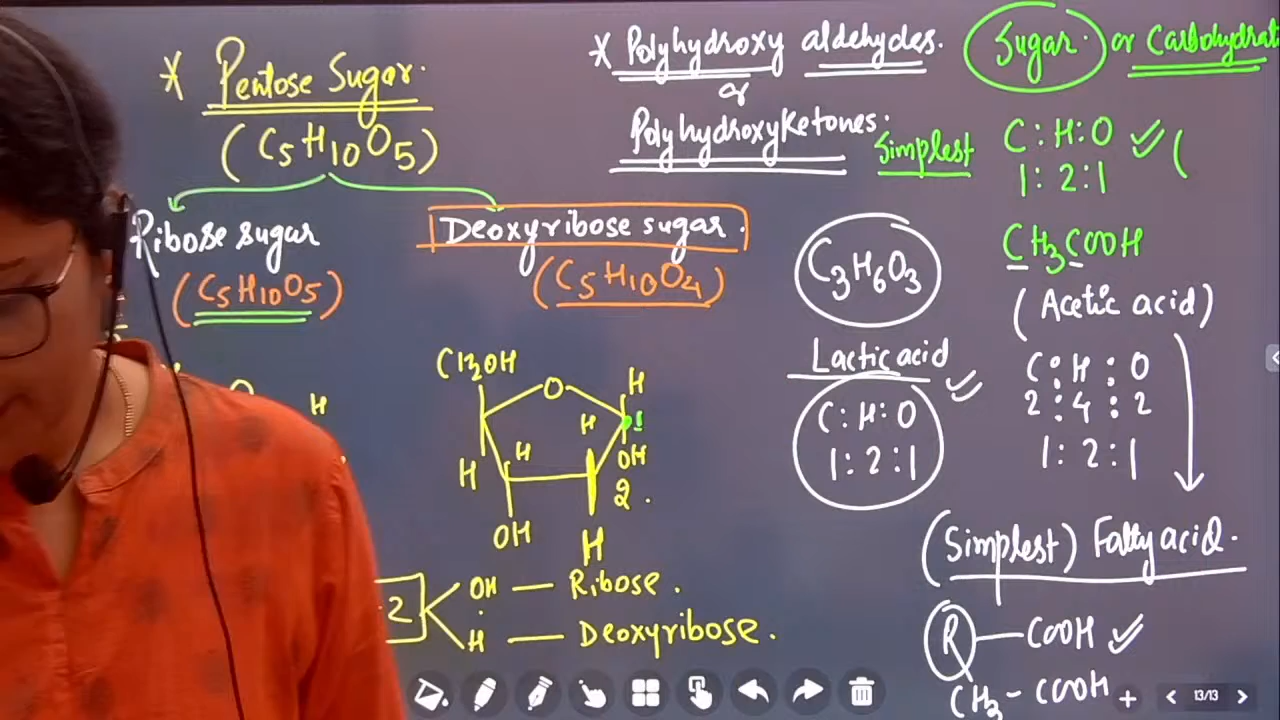 * Pentose Sugar.
(C5H10O5)
Ribose sugar
(C5H10O5)
Deoxyribose sugar.
(C5H10O4)
H
CH2OH
O
H
H
1
H
H
OH
2.
OH
H
2
OH — Ribose.
H — Deoxyribose.
* Polyhydroxy aldehydes.
or
PolyhydroxyKetones.
Sugar. or Carbohydrat
Simplest
C : H : O
1 : 2 : 1
(
C3H6O3
Lactic acid
C : H : O
1 : 2 : 1
CH3COOH
(Acetic acid)
C : H : O
2 : 4 : 2
1 : 2 : 1
(Simplest) Fatty acid.
R — COOH
CH3 - COOH
13/13